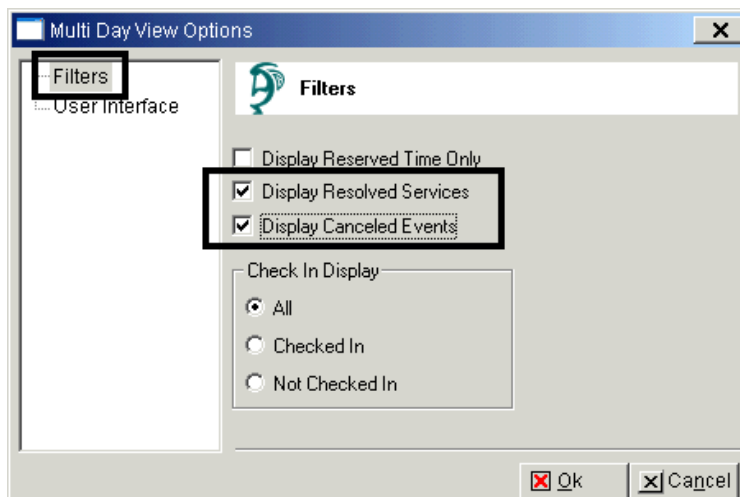 Multi Day View Options
Filters
User Interface
Filters
Display Reserved Time Only
Display Resolved Services
Display Canceled Events
Check In Display
All
Checked In
Not Checked In
Ok
Cancel